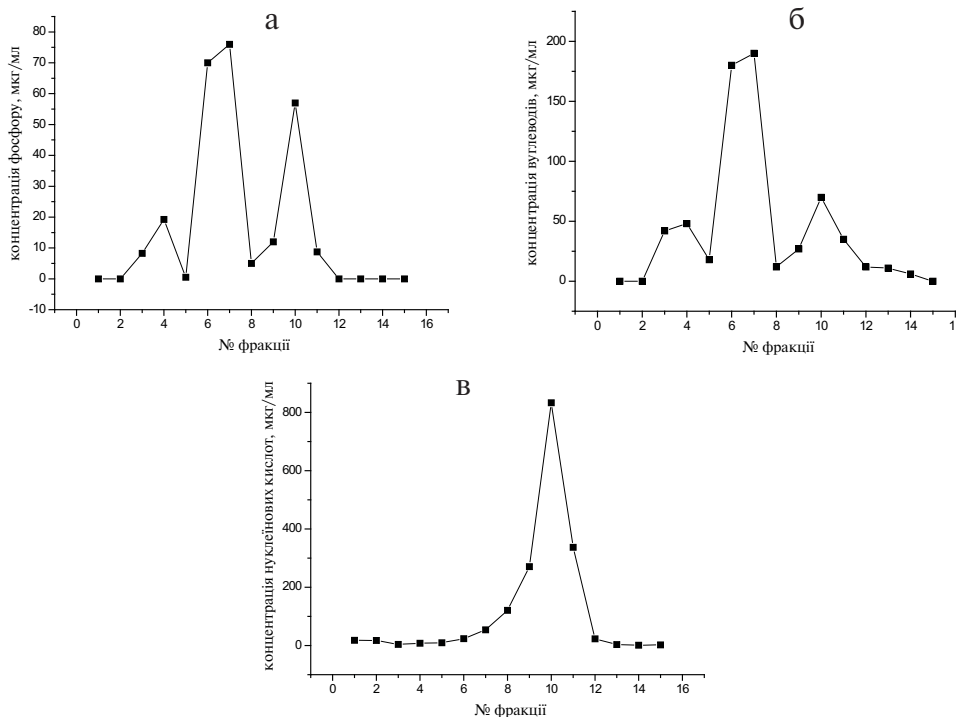 а
концентрація фосфору, мкг/мл
80
70
60
50
40
30
20
10
0
-10
0 2 4 6 8 10 12 14 16
№ фракції
б
концентрація вуглеводів, мкг/мл
200
150
100
50
0
0 2 4 6 8 10 12 14 1
№ фракції
в
концентрація нуклеїнових кислот, мкг/мл
800
600
400
200
0
0 2 4 6 8 10 12 14 16
№ фракції